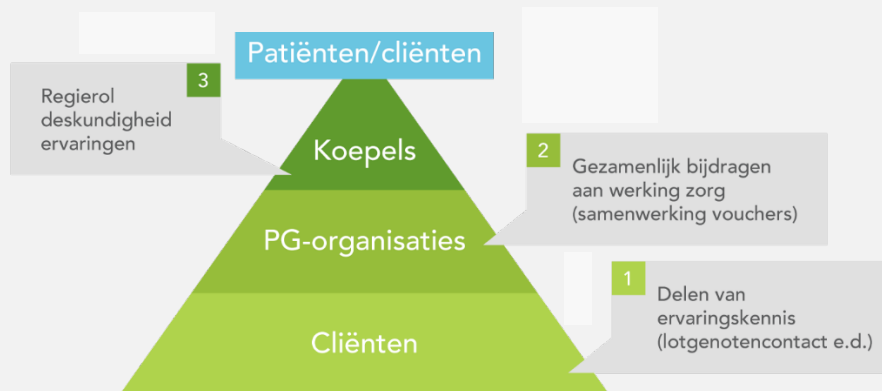 Patiënten/cliënten
3
Regierol
deskundigheid
ervaringen
Koepels
2
Gezamenlijk bijdragen
aan werking zorg
(samenwerking vouchers)
PG-organisaties
1
Delen van
ervaringskennis
(lotgenotencontact e.d.)
Cliënten